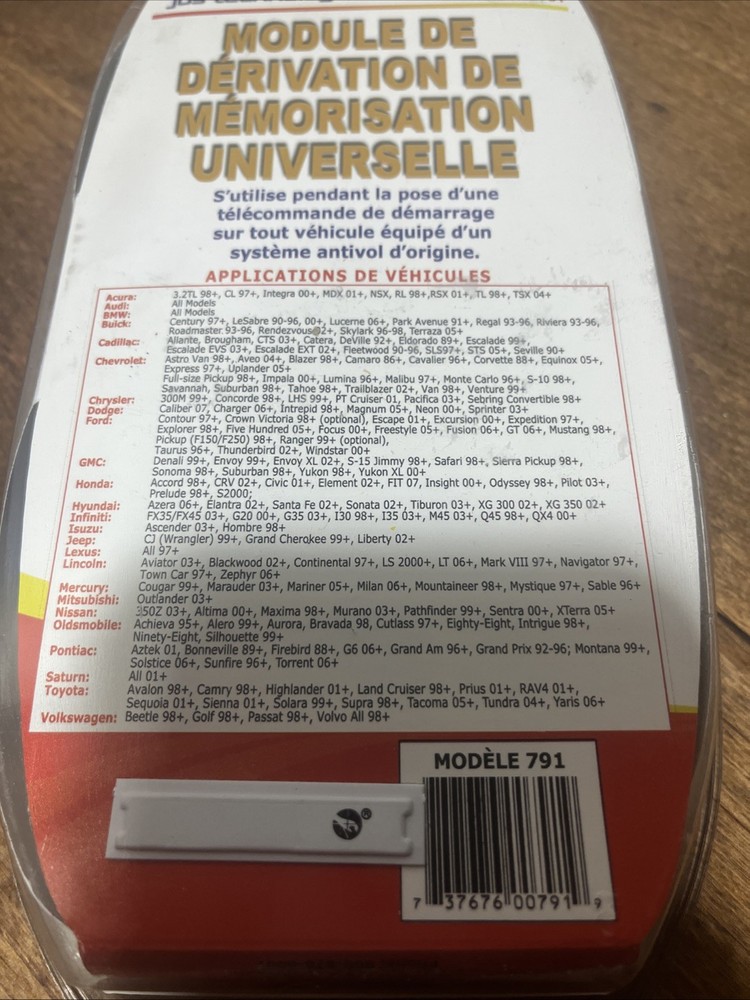 MODULE DE
DÉRIVATION DE
MÉMORISATION
UNIVERSELLE
S'utilise pendant la pose d'une
télécommande de démarrage
sur tout véhicule équipé d'un
système antivol d'origine.
APPLICATIONS DE VÉHICULES
Acura: 3.2TL 98+, CL 97+, Integra 00+, MDX 01+, NSX, RL 98+,RSX 01+, TL 98+, TSX 04+
Audi: All Models
BMW: All Models
Buick: Century 97+, LeSabre 90-96, 00+, Lucerne 06+, Park Avenue 91+, Regal 93-96, Riviera 93-96,
Roadmaster 93-96, Rendezvous 02+, Skylark 96-98, Terraza 05+
Cadillac: Allante, Brougham, CTS 03+, Catera, DeVille 92+, Eldorado 89+, Escalade 99+,
Escalade EVS 03+, Escalade EXT 02+, Fleetwood 90-96, SLS97+, STS 05+, Seville 90+
Chevrolet: Astro Van 98+, Aveo 04+, Blazer 98+, Camaro 86+, Cavalier 96+, Corvette 88+, Equinox 05+,
Express 97+, Uplander 05+
Full-size Pickup 98+, Impala 00+, Lumina 96+, Malibu 97+, Monte Carlo 96+, S-10 98+,
Savannah, Suburban 98+, Tahoe 98+, Trailblazer 02+, Van 98+, Venture 99+
Chrysler: 300M 99+, Concorde 98+, LHS 99+, PT Cruiser 01, Pacifica 03+, Sebring Convertible 98+
Dodge: Caliber 07, Charger 06+, Intrepid 98+, Magnum 05+, Neon 00+, Sprinter 03+
Ford: Contour 97+, Crown Victoria 98+ (optional), Escape 01+, Excursion 00+, Expedition 97+,
Explorer 98+, Five Hundred 05+, Focus 00+, Freestyle 05+, Fusion 06+, GT 06+, Mustang 98+,
Pickup (F150/F250) 98+, Ranger 99+ (optional),
Taurus 96+, Thunderbird 02+, Windstar 00+
GMC: Denali 99+, Envoy 99+, Envoy XL 02+, S-15 Jimmy 98+, Safari 98+, Sierra Pickup 98+,
Sonoma 98+, Suburban 98+, Yukon 98+, Yukon XL 00+
Honda: Accord 98+, CRV 02+, Civic 01+, Element 02+, FIT 07, Insight 00+, Odyssey 98+, Pilot 03+,
Prelude 98+, S2000;
Hyundai: Azera 06+, Elantra 02+, Santa Fe 02+, Sonata 02+, Tiburon 03+, XG 300 02+, XG 350 02+
Infiniti: FX35/FX45 03+, G20 00+, G35 03+, I30 98+, I35 03+, M45 03+, Q45 98+, QX4 00+
Isuzu: Ascender 03+, Hombre 98+
Jeep: CJ (Wrangler) 99+, Grand Cherokee 99+, Liberty 02+
Lexus: All 97+
Lincoln: Aviator 03+, Blackwood 02+, Continental 97+, LS 2000+, LT 06+, Mark VIII 97+, Navigator 97+,
Town Car 97+, Zephyr 06+
Mercury: Cougar 99+, Marauder 03+, Mariner 05+, Milan 06+, Mountaineer 98+, Mystique 97+, Sable 96+
Mitsubishi: Outlander 03+
Nissan: 350Z 03+, Altima 00+, Maxima 98+, Murano 03+, Pathfinder 99+, Sentra 00+, XTerra 05+
Oldsmobile: Achieva 95+, Alero 99+, Aurora, Bravada 98, Cutlass 97+, Eighty-Eight, Intrigue 98+,
Ninety-Eight, Silhouette 99+
Pontiac: Aztek 01, Bonneville 89+, Firebird 88+, G6 06+, Grand Am 96+, Grand Prix 92-96; Montana 99+,
Solstice 06+, Sunfire 96+, Torrent 06+
Saturn: All 01+
Toyota: Avalon 98+, Camry 98+, Highlander 01+, Land Cruiser 98+, Prius 01+, RAV4 01+,
Sequoia 01+, Sienna 01+, Solara 99+, Supra 98+, Tacoma 05+, Tundra 04+, Yaris 06+
Volkswagen: Beetle 98+, Golf 98+, Passat 98+, Volvo All 98+
MODÈLE 791
7 37676 00791 9